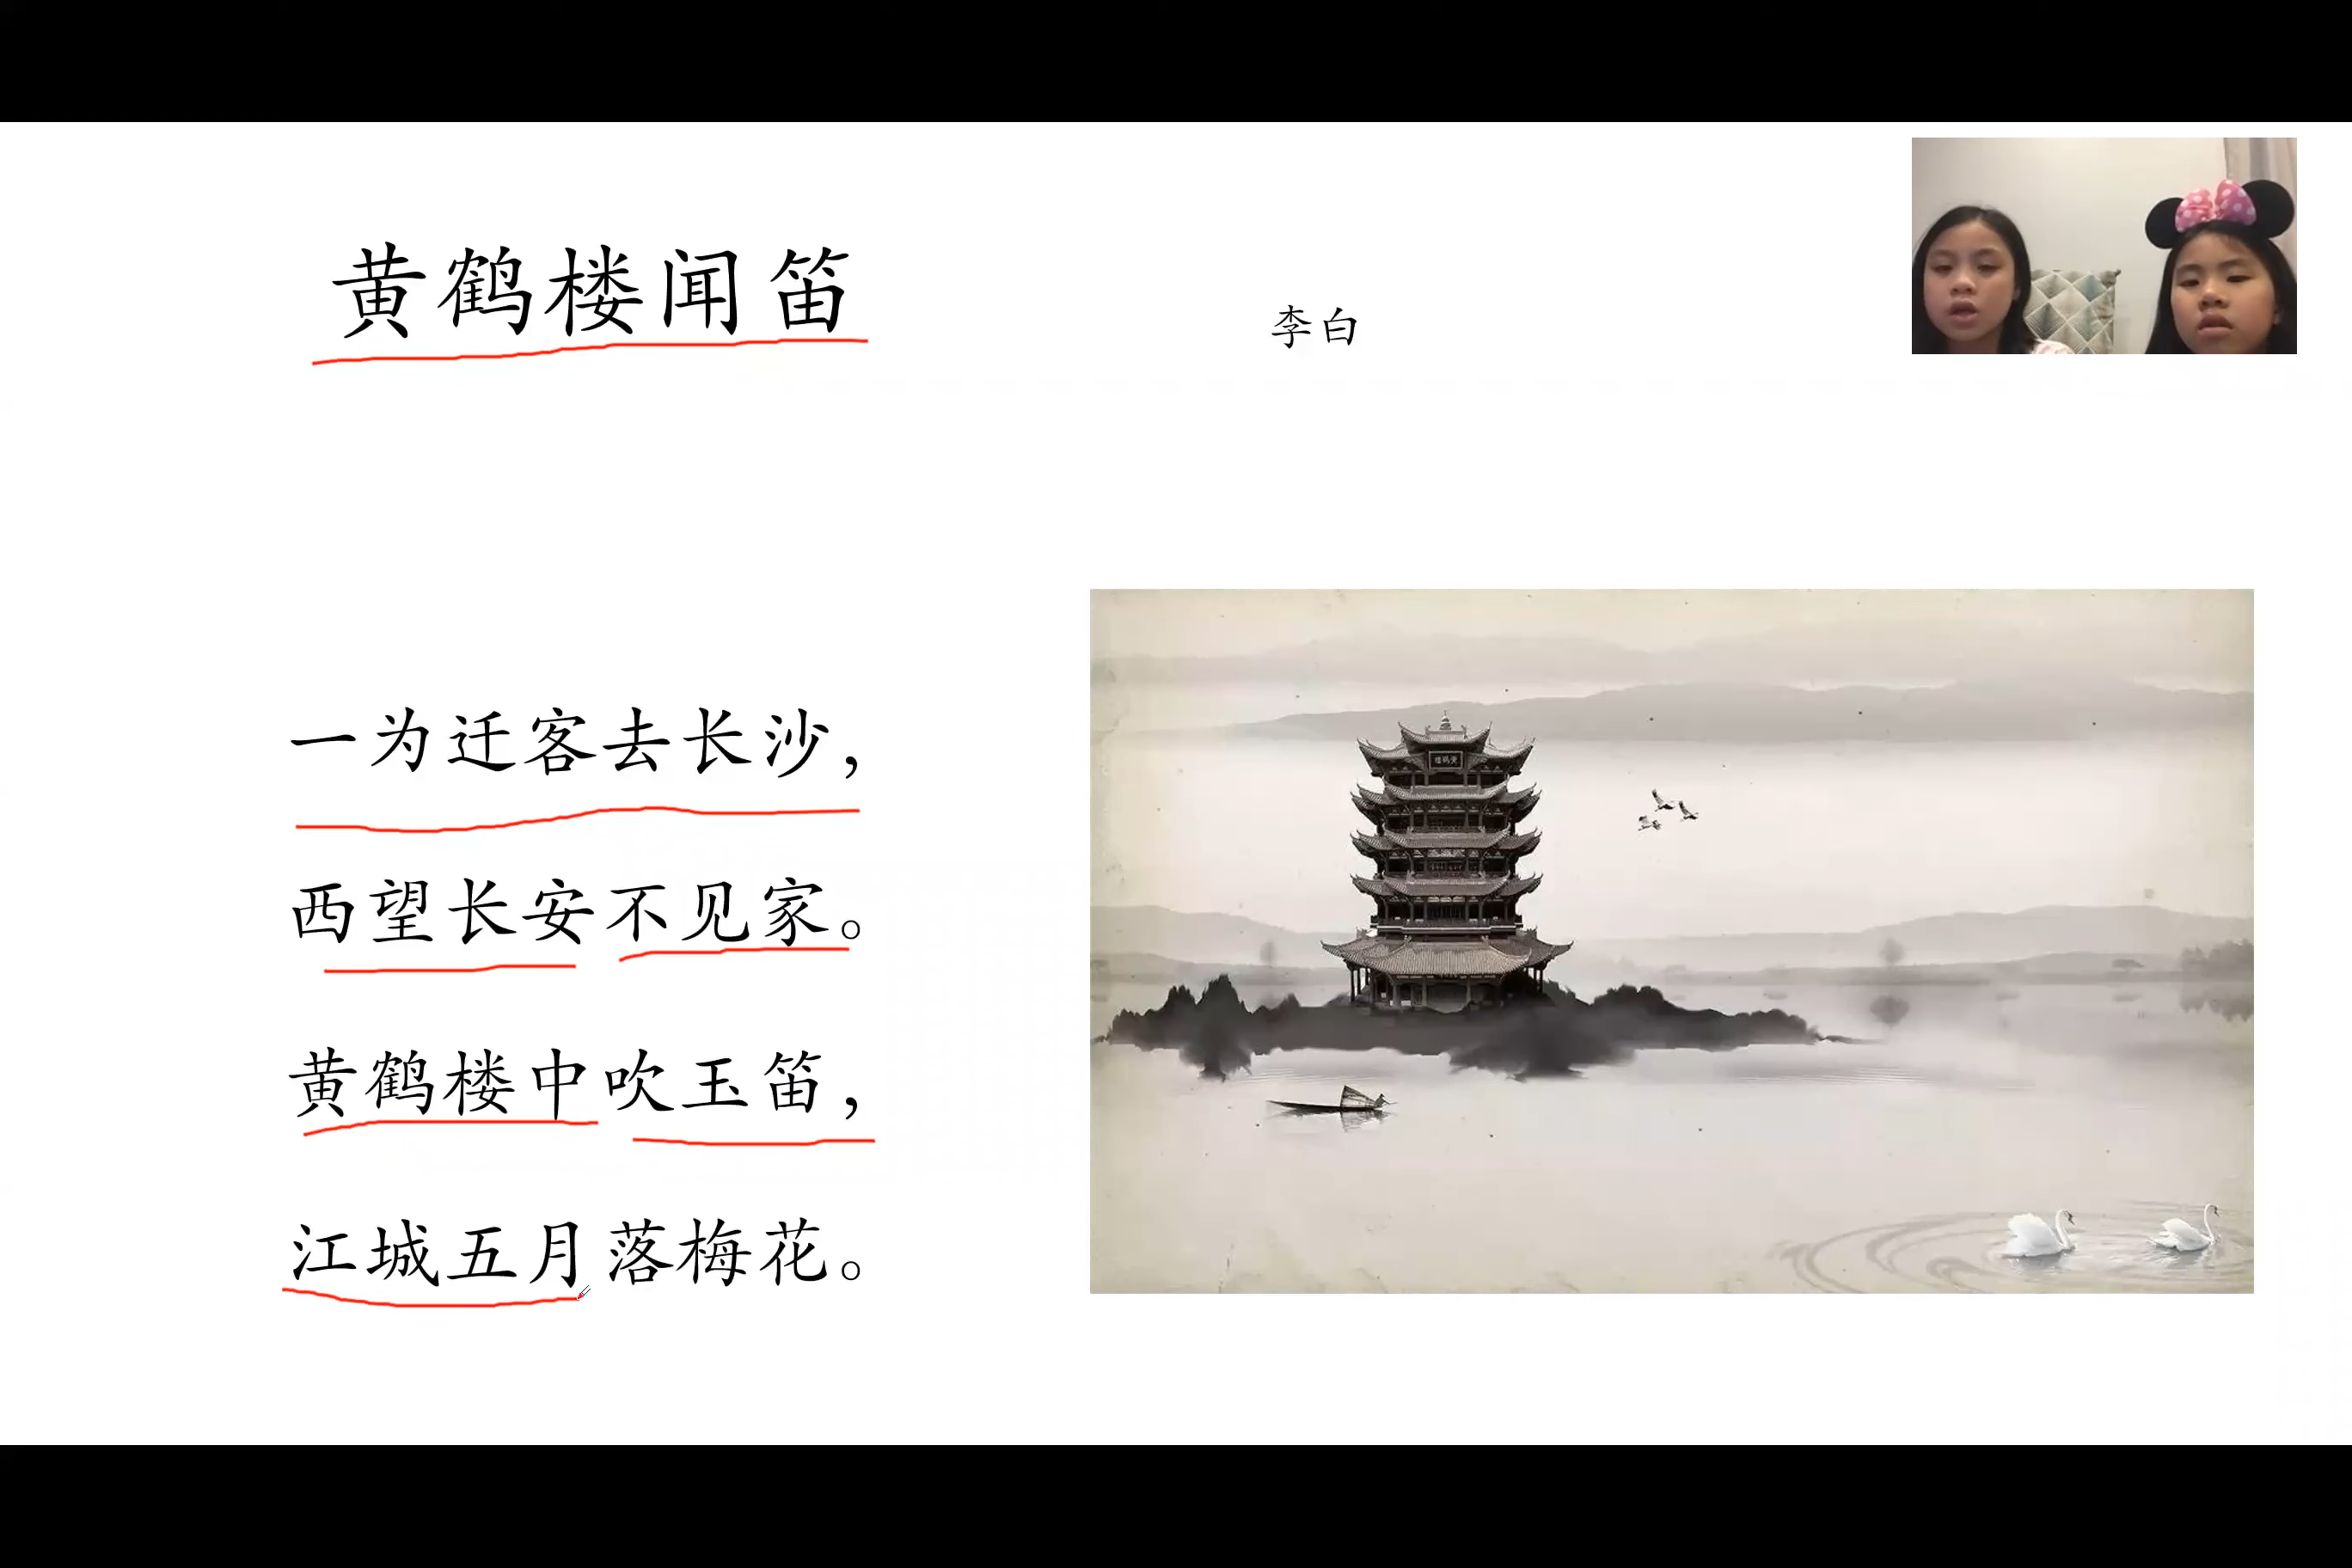 黄鹤楼闻笛
李白
一为迁客去长沙，
西望长安不见家。
黄鹤楼中吹玉笛，
江城五月落梅花。